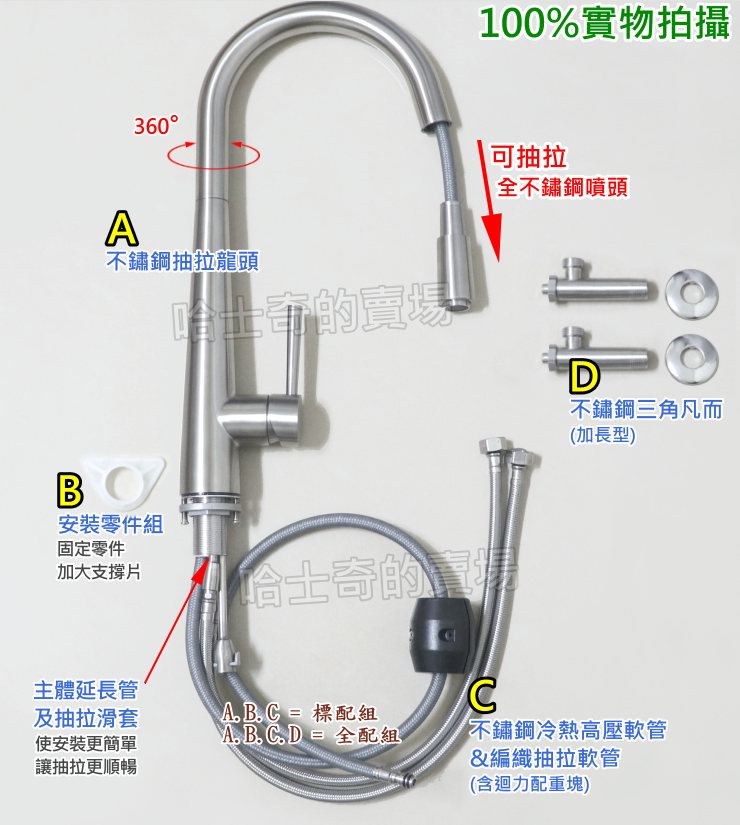 100%實物拍攝
360°
可抽拉
全不鏽鋼噴頭
A
不鏽鋼抽拉龍頭
哈士奇的賣場
D
不鏽鋼三角凡而
(加長型)
B
安裝零件組
固定零件
加大支撐片
哈士奇的賣場
主體延長管
及抽拉滑套
使安裝更簡單
讓抽拉更順暢
A.B.C = 標配組
A.B.C.D = 全配組
C
不鏽鋼冷熱高壓軟管
&編織抽拉軟管
(含迴力配重塊)